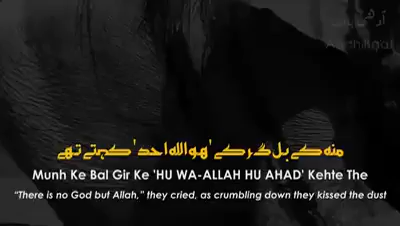 منہ کے بل گر کے 'ھو اللہ احد' کہتے تھے
Munh Ke Bal Gir Ke 'HU WA-ALLAH HU AHAD' Kehte The
"There is no God but Allah," they cried, as crumbling down they kissed the dust